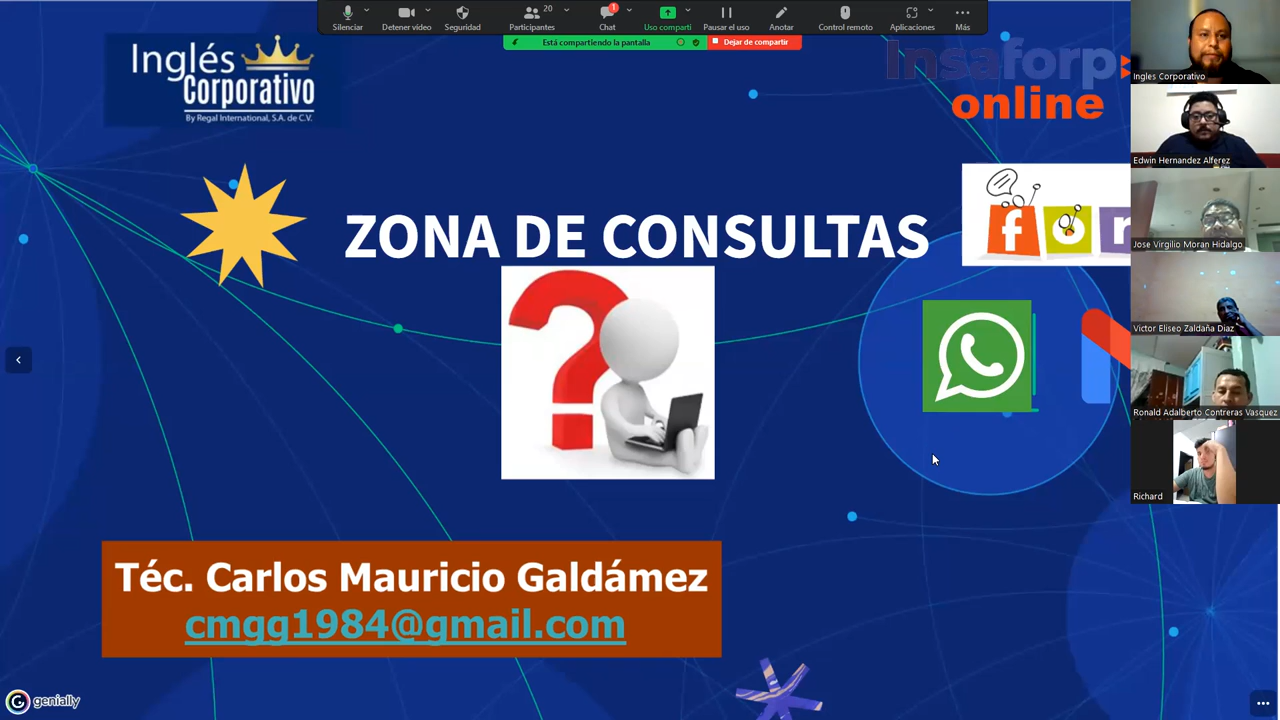 Silenciar
Detener video
Seguridad
Participantes
20
Chat
1
Uso comparti
Pausar el uso
Anotar
Control remoto
Aplicaciones
Más
Está compartiendo la pantalla
Dejar de compartir
Inglés
Corporativo
By Regal International, S.A. de C.V.
Insaforp
online
ZONA DE CONSULTAS
f o r
Téc. Carlos Mauricio Galdámez
cmgg1984@gmail.com
genially
Ingles Corporativo
Edwin Hernandez Alferez
Jose Virgilio Moran Hidalgo
Victor Eliseo Zaldaña Diaz
Ronald Adalberto Contreras Vasquez
Richard